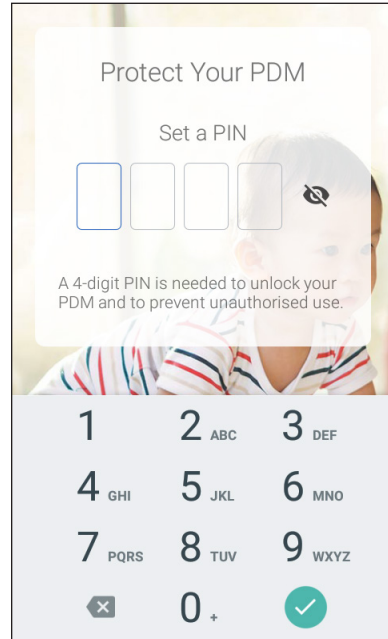 Protect Your PDM
Set a PIN
A 4-digit PIN is needed to unlock your
PDM and to prevent unauthorised use.
1 2 ABC 3 DEF
4 GHI 5 JKL 6 MNO
7 PQRS 8 TUV 9 WXYZ
0 +